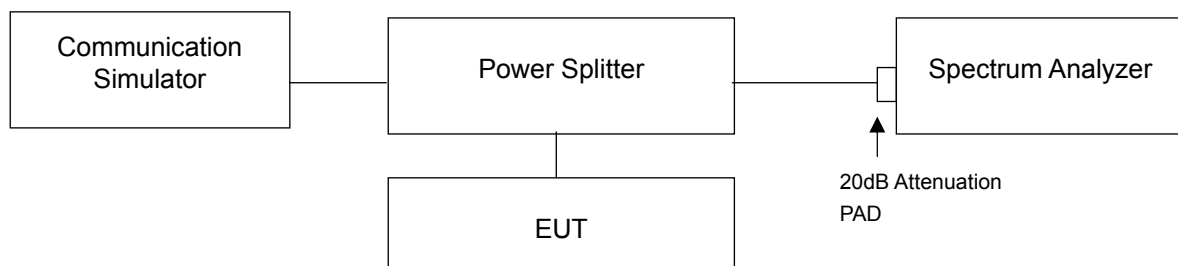 Communication
Simulator
Power Splitter
Spectrum Analyzer
20dB Attenuation
PAD
EUT